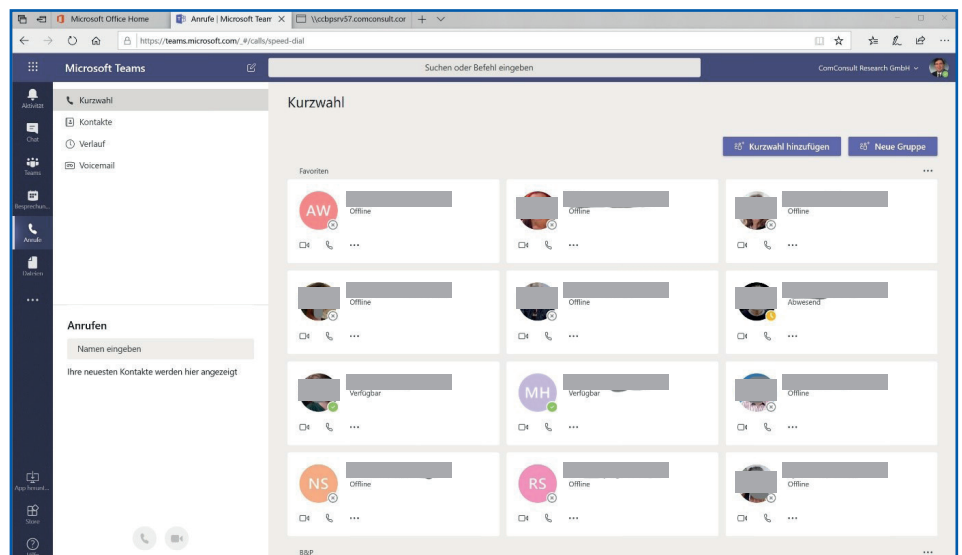 Microsoft Office Home
Anrufe | Microsoft Team
\\ccbpsrv57.comconsult.cor
https://teams.microsoft.com/_#/calls/speed-dial
Microsoft Teams
Suchen oder Befehl eingeben
ComConsult Research GmbH
Aktivität
Chat
Teams
Besprechun...
Anrufe
Dateien
Kurzwahl
Kontakte
Verlauf
Voicemail
Anrufen
Namen eingeben
Ihre neuesten Kontakte werden hier angezeigt
App herunt...
Store
Hilfe
Kurzwahl
Kurzwahl hinzufügen
Neue Gruppe
Favoriten
AW
Offline
Offline
Offline
Offline
Offline
Abwesend
Verfügbar
MH
Verfügbar
Offline
NS
Offline
RS
Offline
Offline
B&P